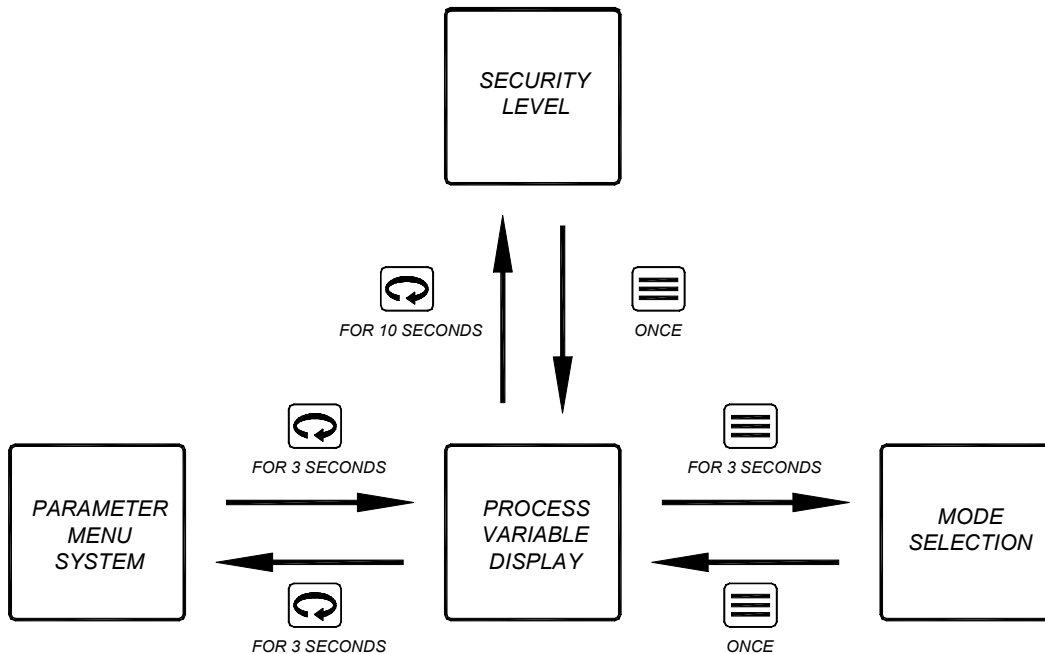 SECURITY
LEVEL
FOR 10 SECONDS
ONCE
FOR 3 SECONDS
FOR 3 SECONDS
PARAMETER
MENU
SYSTEM
PROCESS
VARIABLE
DISPLAY
MODE
SELECTION
FOR 3 SECONDS
ONCE